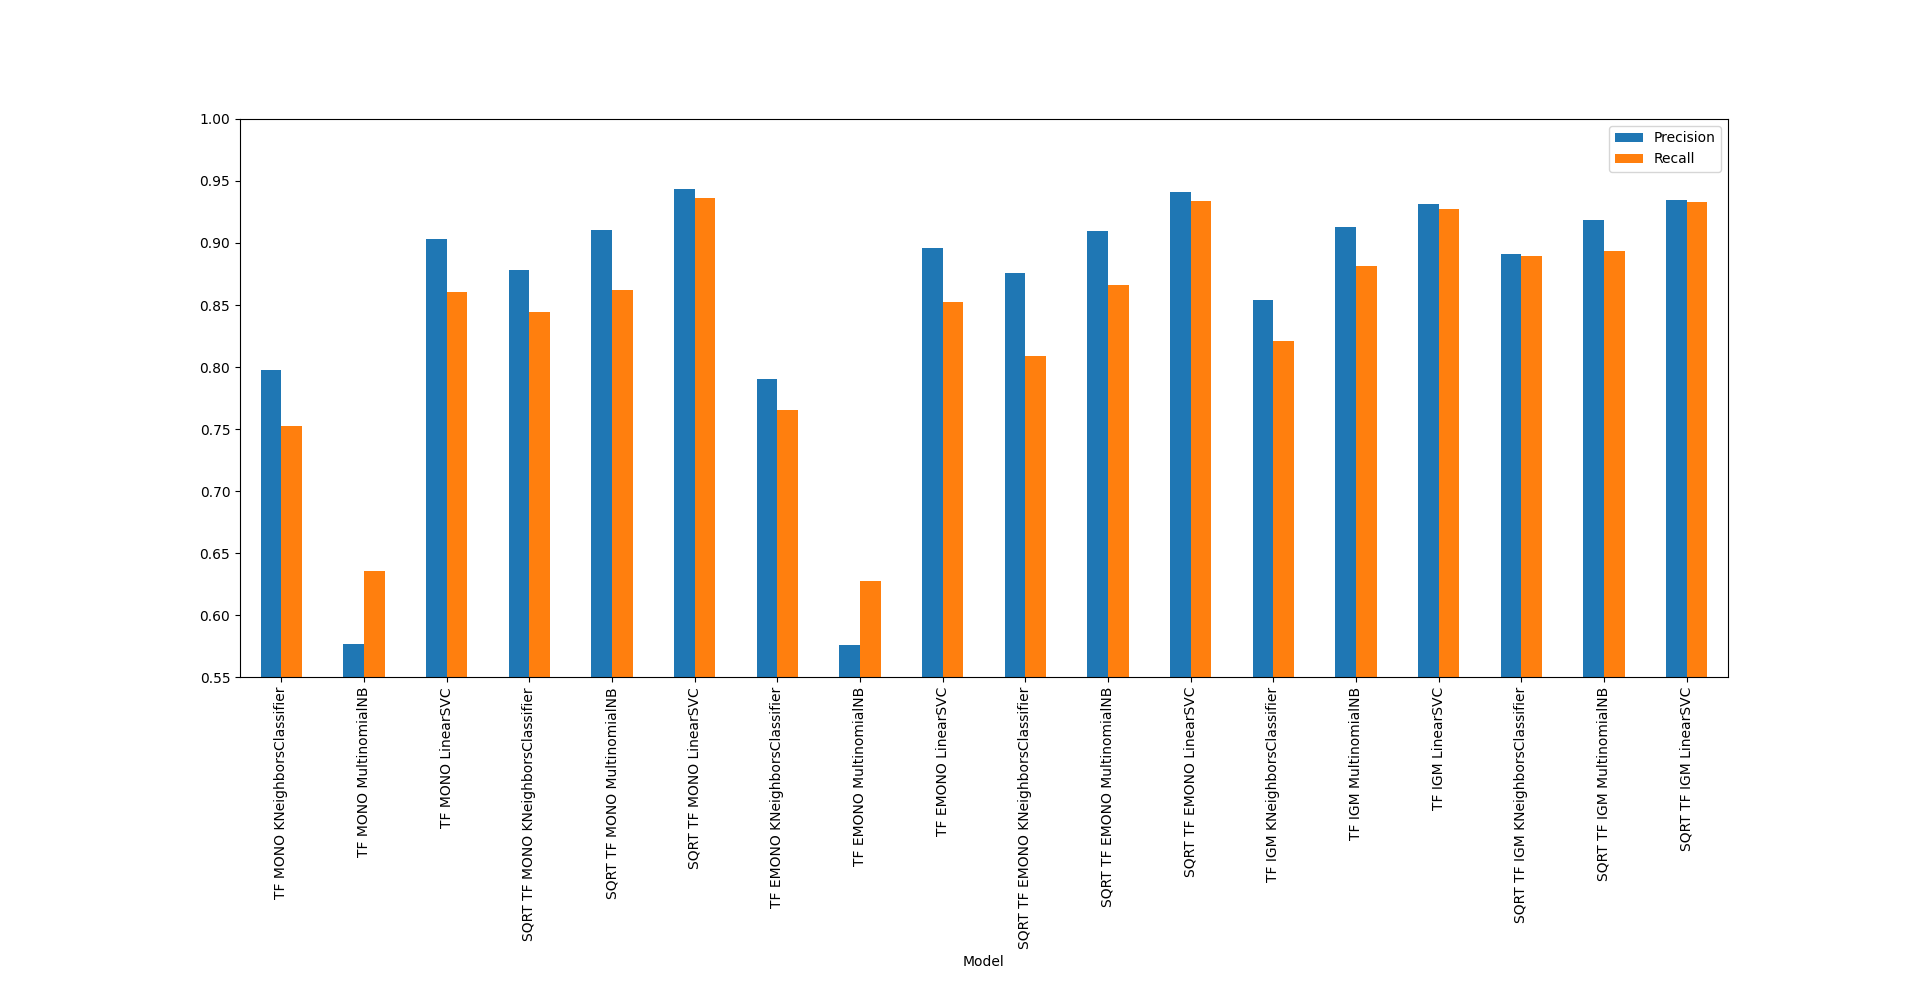 1.00
0.95
0.90
0.85
0.80
0.75
0.70
0.65
0.60
0.55
Precision
Recall
TF MONO KNeighborsClassifier
TF MONO MultinomialNB
TF MONO LinearSVC
SQRT TF MONO KNeighborsClassifier
SQRT TF MONO MultinomialNB
SQRT TF MONO LinearSVC
TF EMONO KNeighborsClassifier
TF EMONO MultinomialNB
TF EMONO LinearSVC
SQRT TF EMONO KNeighborsClassifier
SQRT TF EMONO MultinomialNB
SQRT TF EMONO LinearSVC
TF IGM KNeighborsClassifier
TF IGM MultinomialNB
TF IGM LinearSVC
SQRT TF IGM KNeighborsClassifier
SQRT TF IGM MultinomialNB
SQRT TF IGM LinearSVC
Model